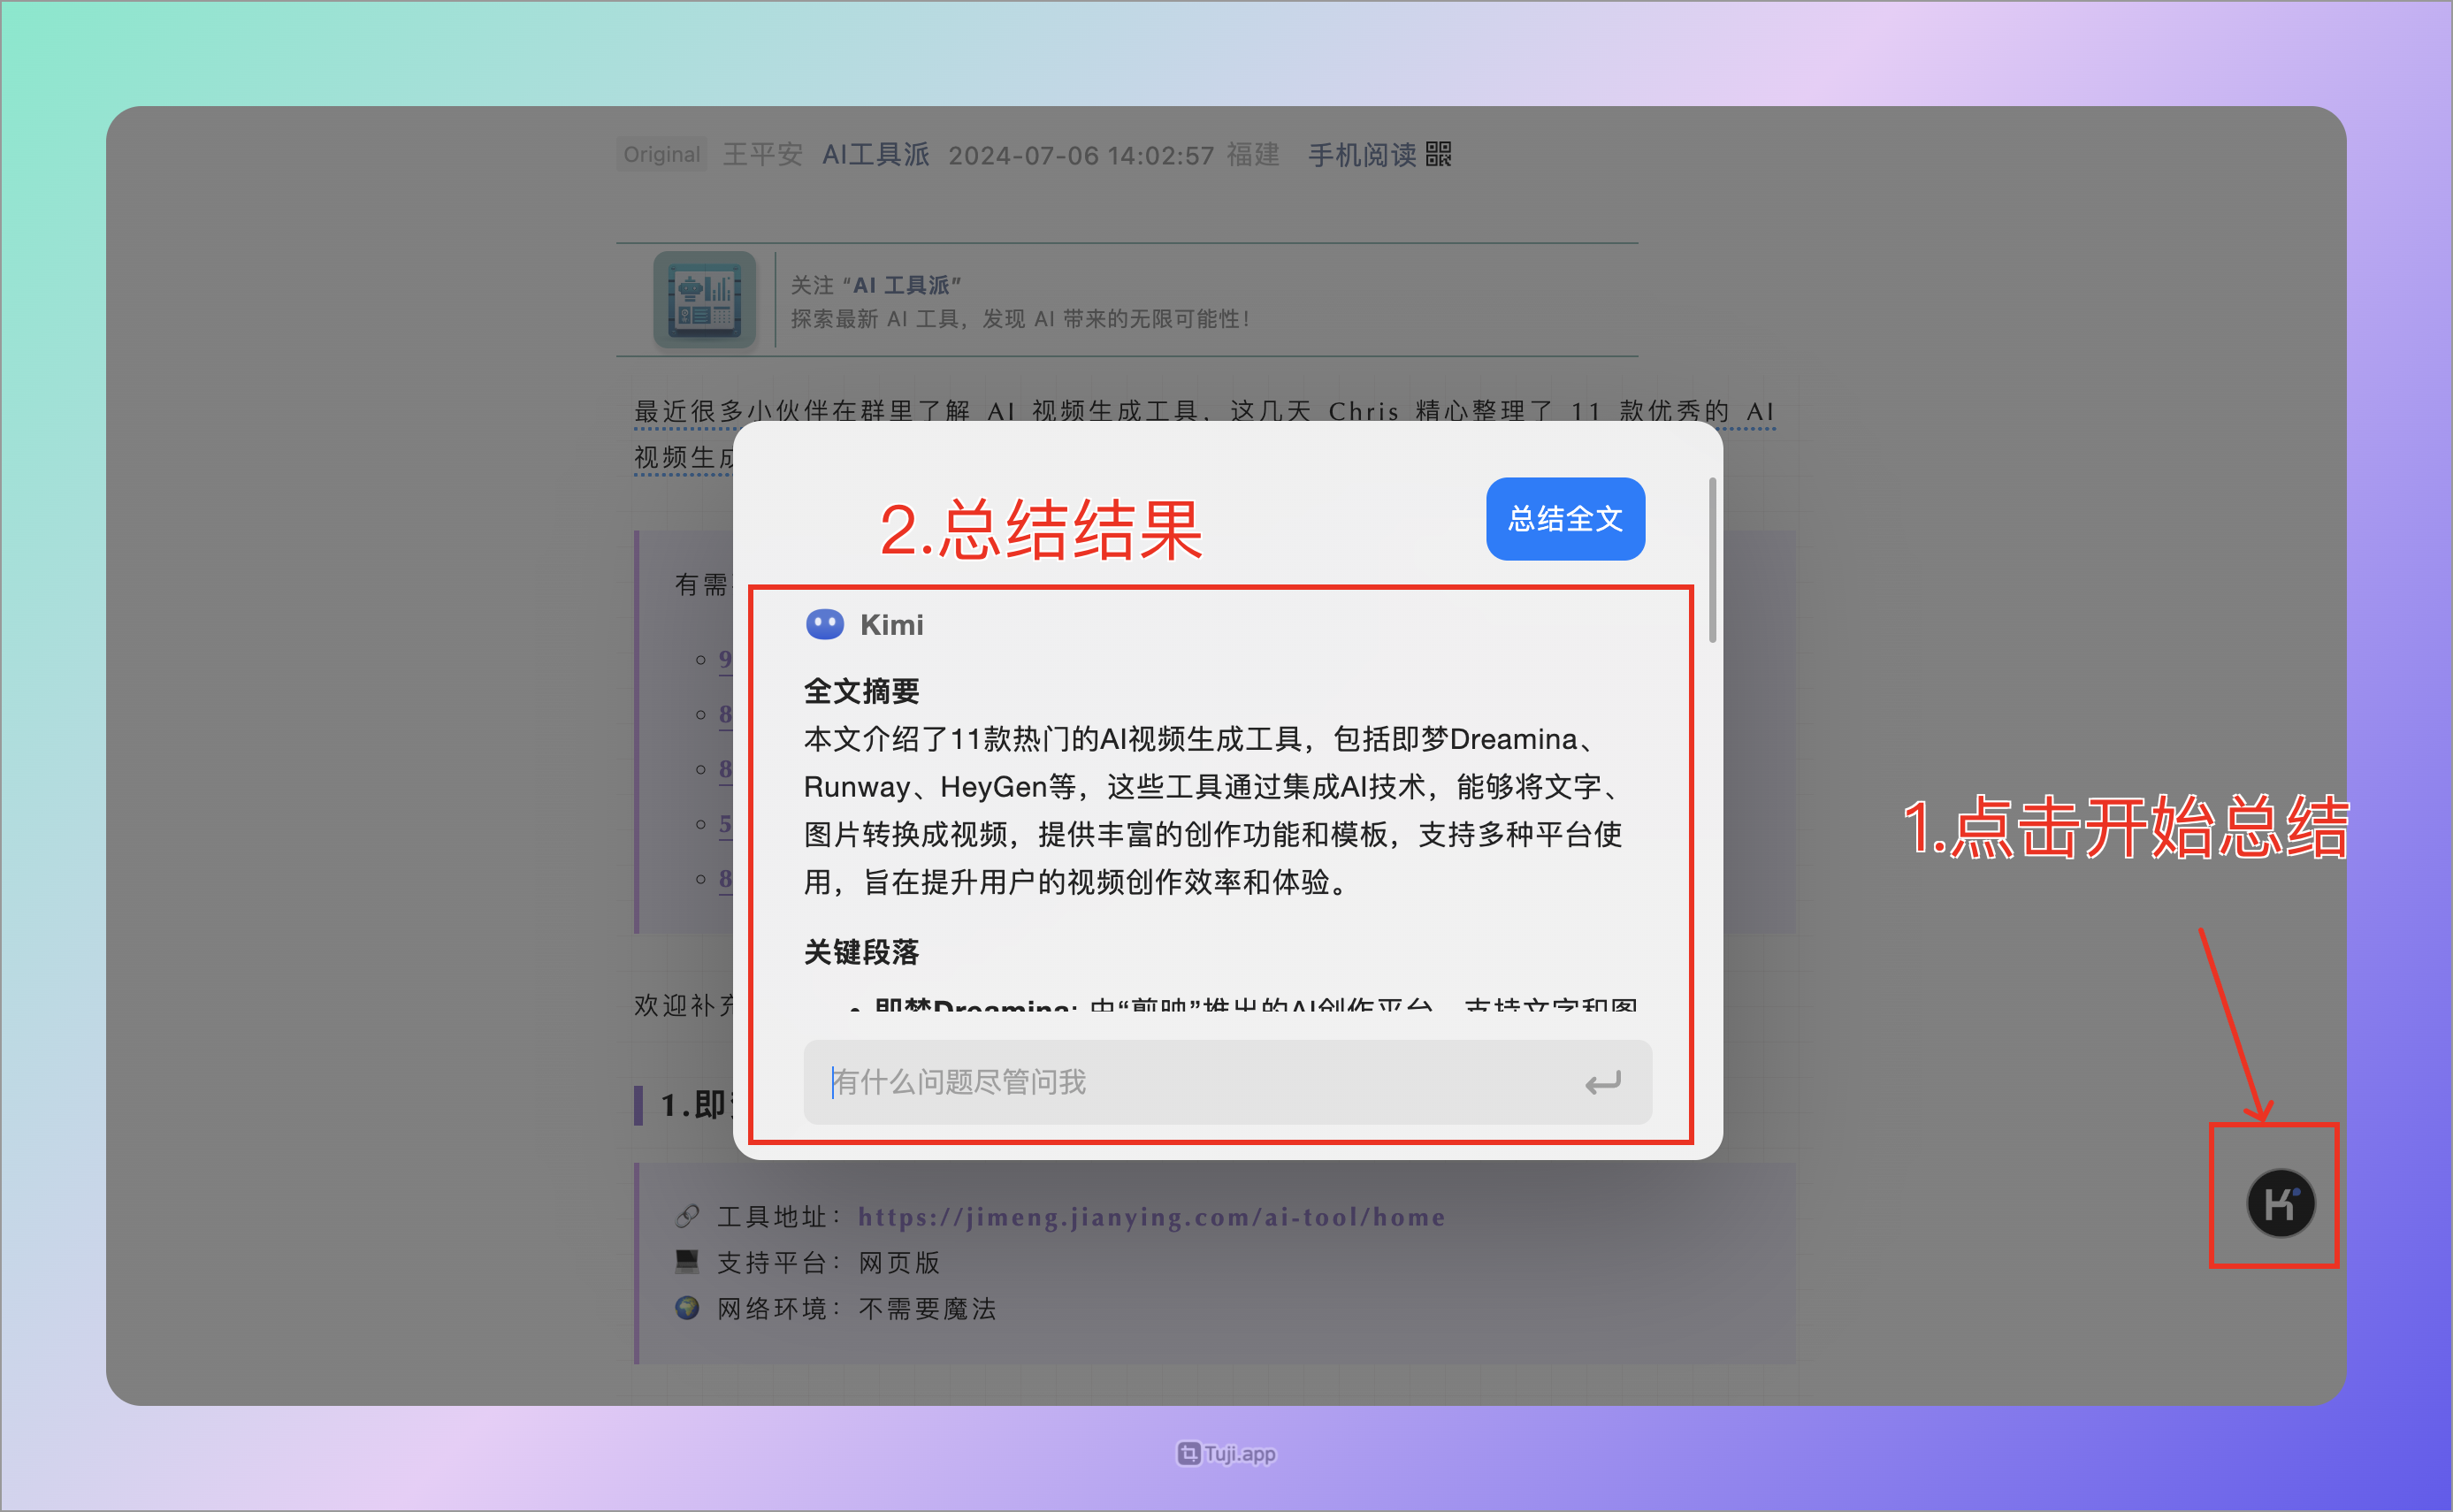 Original 王平安 AI工具派 2024-07-06 14:02:57 福建 手机阅读
关注 “AI 工具派”
探索最新 AI 工具，发现 AI 带来的无限可能性！
最近很多小伙伴在群里了解 AI 视频生成工具，这几天 Chris 精心整理了 11 款优秀的 AI
视频生成
2.总结结果
总结全文
有需
9
8
8
5
8
Kimi
全文摘要
本文介绍了11款热门的AI视频生成工具，包括即梦Dreamina、
Runway、HeyGen等，这些工具通过集成AI技术，能够将文字、
图片转换成视频，提供丰富的创作功能和模板，支持多种平台使
用，旨在提升用户的视频创作效率和体验。
关键段落
• 即梦Dreamina: 由“剪映”推出的AI创作平台，支持文字和图
有什么问题尽管问我
1.点击开始总结
欢迎补充
1.即
🔗 工具地址：https://jimeng.jianying.com/ai-tool/home
💻 支持平台：网页版
🌍 网络环境：不需要魔法
K
Tuji.app